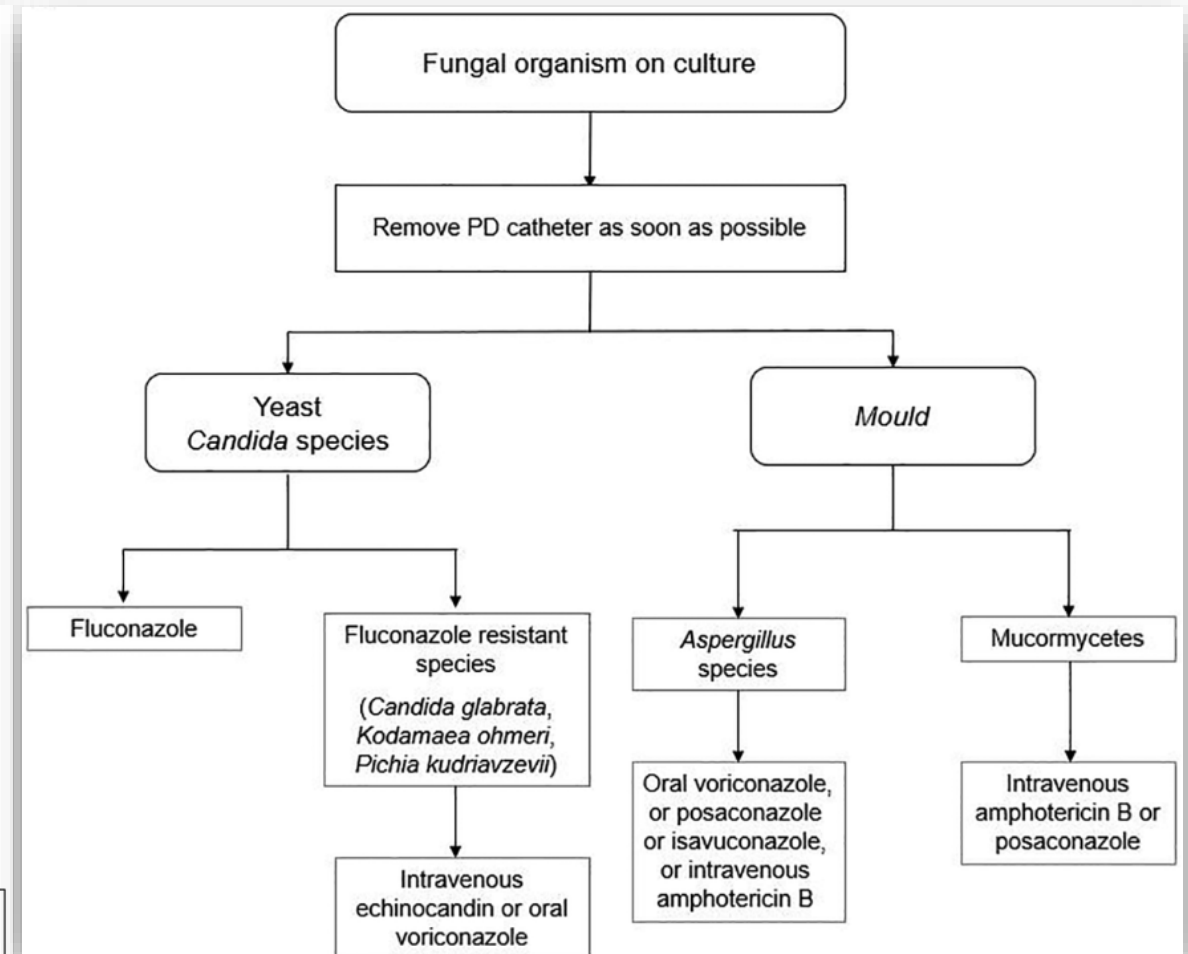 Fungal organism on culture
Remove PD catheter as soon as possible
Yeast
Candida species
Mould
Fluconazole
Fluconazole resistant
species
(Candida glabrata,
Kodamaea ohmeri,
Pichia kudriavzevii)
Aspergillus
species
Mucormycetes
Intravenous
echinocandin or oral
voriconazole
Oral voriconazole,
or posaconazole
or isavuconazole,
or intravenous
amphotericin B
Intravenous
amphotericin B or
posaconazole